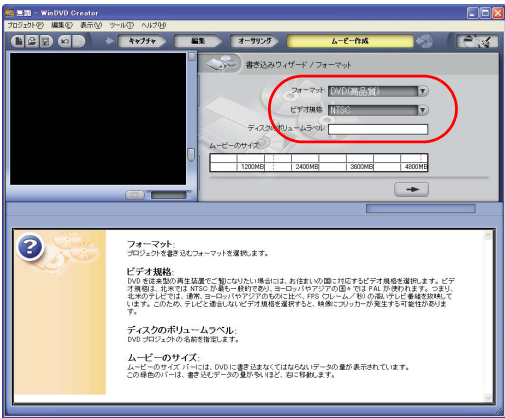 無題 - WinDVD Creator
プロジェクト(P) 編集(E) 表示(V) ツール(T) ヘルプ(H)
キャプチャ 編集 オーサリング ムービー作成
書き込みウィザード / フォーマット
フォーマット DVD(高品質)
ビデオ規格 NTSC
ディスクのボリュームラベル
ムービーのサイズ
1200MB 2400MB 3600MB 4800MB
フォーマット:
プロジェクトを書き込むフォーマットを選択します。
ビデオ規格:
DVD を従来型の再生装置でご覧になりたい場合には、お住まいの国に対応するビデオ規格を選択します。ビデ
オ規格は、北米では NTSC が最も一般的であり、ヨーロッパやアジアの国々では PAL が使われます。つまり、
北米のテレビでは、通常、ヨーロッパやアジアのものに比べ、FPS (フレーム／秒) の高いテレビ番組を放映して
います。このため、テレビと適合しないビデオ規格を選択すると、映像にフリッカーが発生する可能性がありま
す。
ディスクのボリュームラベル:
DVD プロジェクトの名前を指定します。
ムービーのサイズ:
ムービーのサイズ バーには、DVD に書き込まなくてはならないデータの量が表示されています。
この緑色のバーは、書き込むデータの量が多いほど、右に移動します。